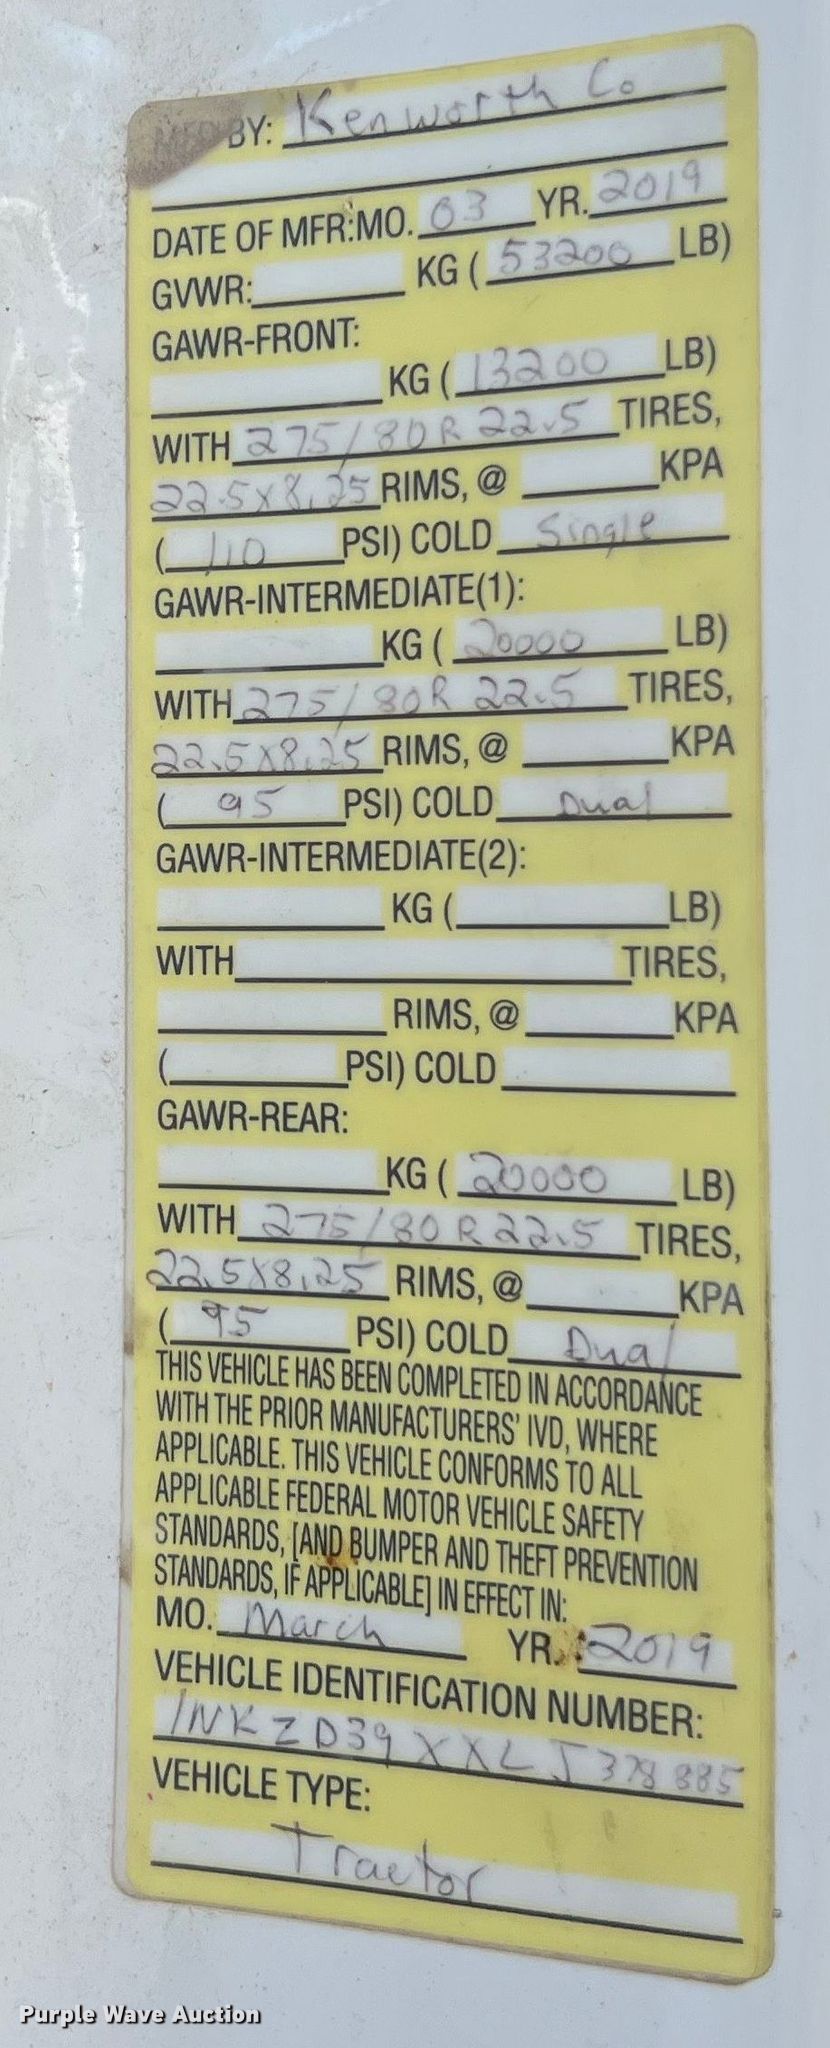 MFD BY: Kenworth Co
DATE OF MFR:MO. 03 YR. 2019
GVWR: KG ( 53200 LB)
GAWR-FRONT:
KG ( 13200 LB)
WITH 275/80R 22.5 TIRES,
22.5x8.25 RIMS, @ KPA
( 110 PSI) COLD Single
GAWR-INTERMEDIATE(1):
KG ( 20000 LB)
WITH 275/80R 22.5 TIRES,
22.5x8.25 RIMS, @ KPA
( 95 PSI) COLD Dual
GAWR-INTERMEDIATE(2):
KG ( LB)
WITH TIRES,
RIMS, @ KPA
( PSI) COLD
GAWR-REAR:
KG ( 20000 LB)
WITH 275/80R 22.5 TIRES,
22.5x8.25 RIMS, @ KPA
( 95 PSI) COLD Dual
THIS VEHICLE HAS BEEN COMPLETED IN ACCORDANCE
WITH THE PRIOR MANUFACTURERS' IVD, WHERE
APPLICABLE. THIS VEHICLE CONFORMS TO ALL
APPLICABLE FEDERAL MOTOR VEHICLE SAFETY
STANDARDS, [AND BUMPER AND THEFT PREVENTION
STANDARDS, IF APPLICABLE] IN EFFECT IN:
MO. March YR. 2019
VEHICLE IDENTIFICATION NUMBER:
1NKZD39XXLJ378885
VEHICLE TYPE:
Tractor
Purple Wave Auction